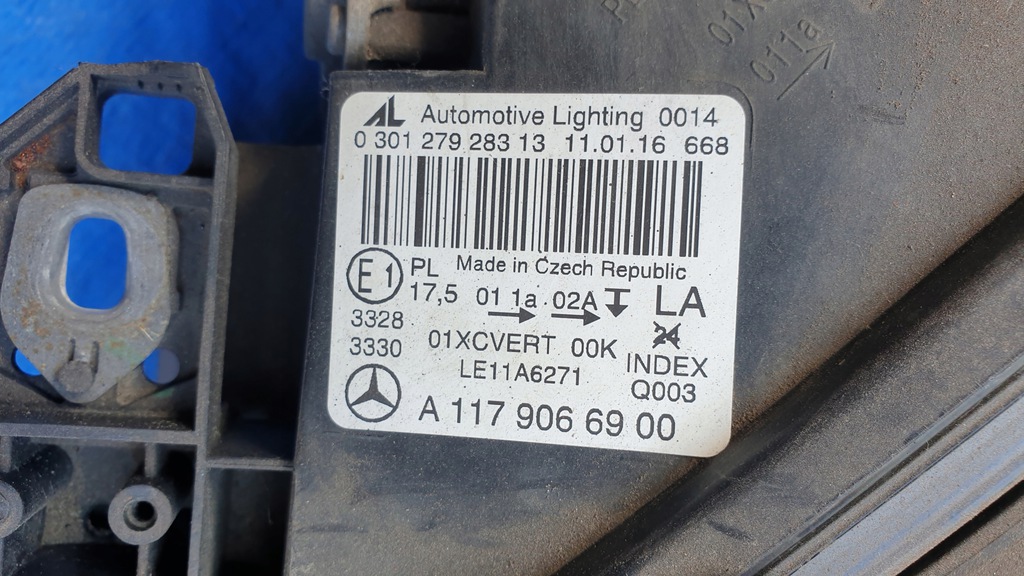 AL Automotive Lighting 0014
0 301 279 283 13 11.01.16 668
E1 PL Made in Czech Republic
17,5 01 1a 02A LA
3328
3330 01XCVERT 00K INDEX
LE11A6271 Q003
A 117 906 69 00
011a